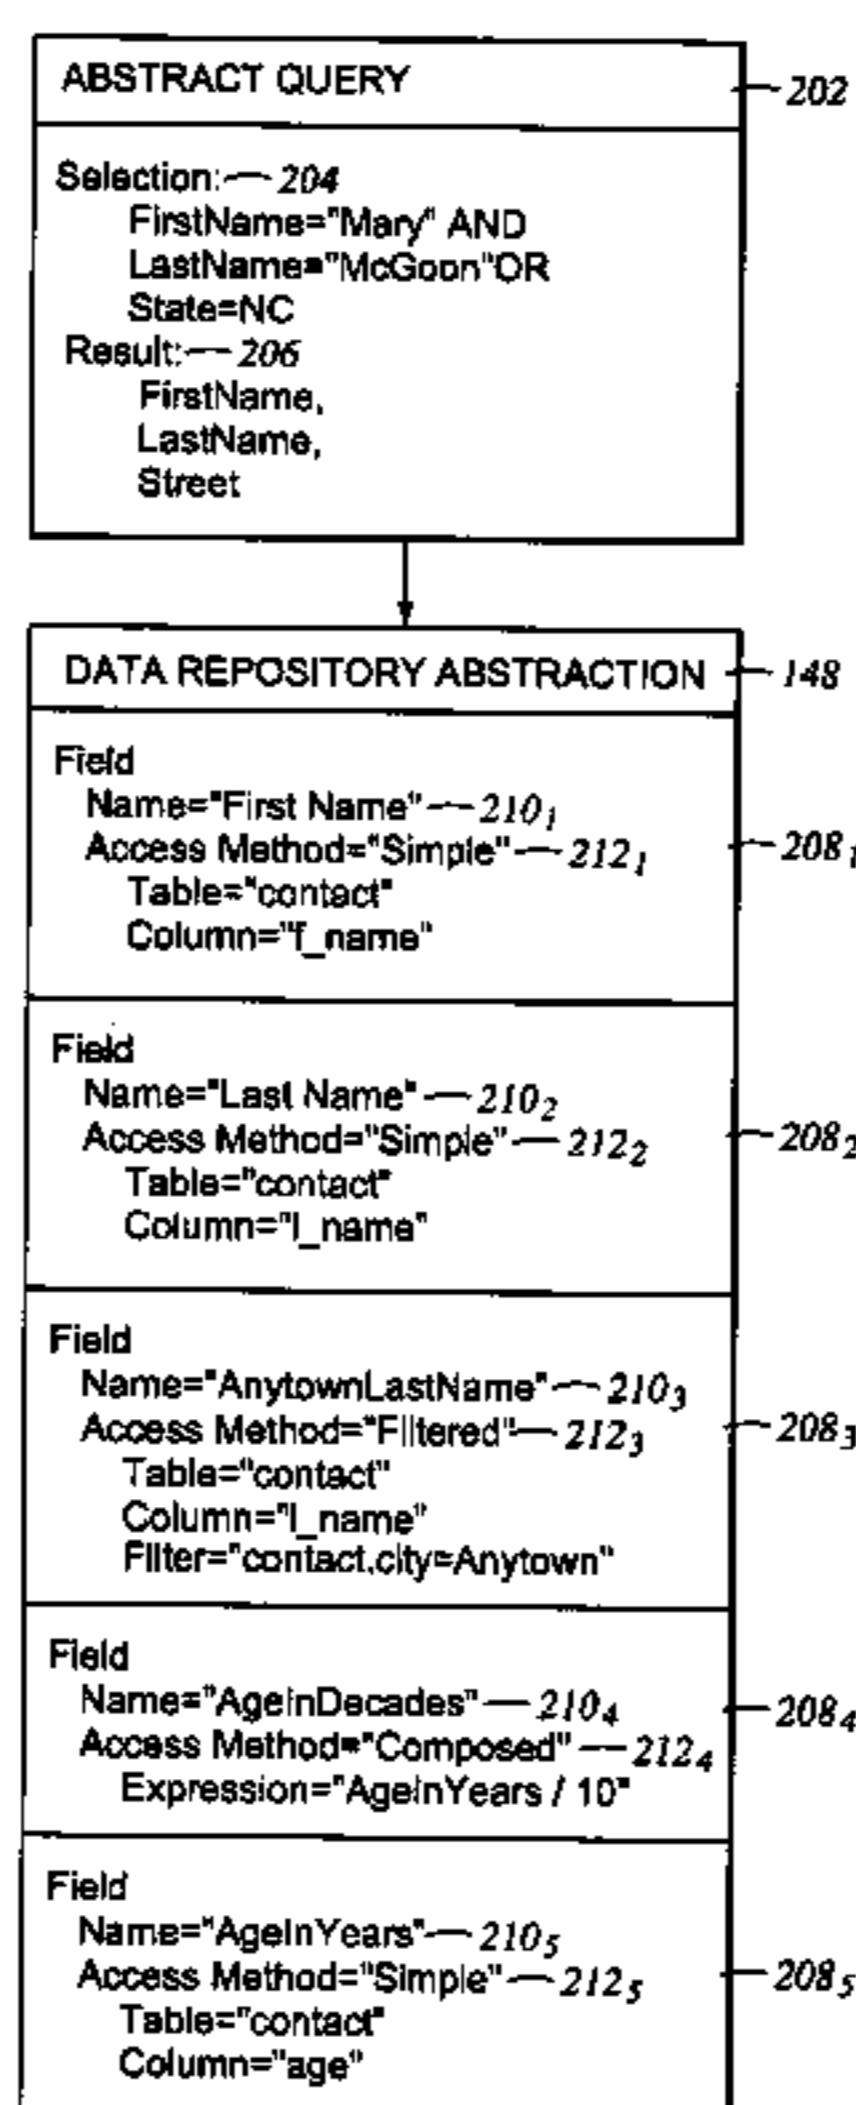 ABSTRACT QUERY 202
Selection: 204
FirstName="Mary" AND
LastName="McGoon"OR
State=NC
Result: 206
FirstName,
LastName,
Street
DATA REPOSITORY ABSTRACTION 148
Field
Name="First Name" 210₁
Access Method="Simple" 212₁ 208₁
Table="contact"
Column="f_name"
Field
Name="Last Name" 210₂
Access Method="Simple" 212₂ 208₂
Table="contact"
Column="l_name"
Field
Name="AnytownLastName" 210₃
Access Method="Filtered" 212₃ 208₃
Table="contact"
Column="l_name"
Filter="contact.city=Anytown"
Field
Name="AgeInDecades" 210₄ 208₄
Access Method="Composed" 212₄
Expression="AgeInYears / 10"
Field
Name="AgeInYears" 210₅
Access Method="Simple" 212₅ 208₅
Table="contact"
Column="age"